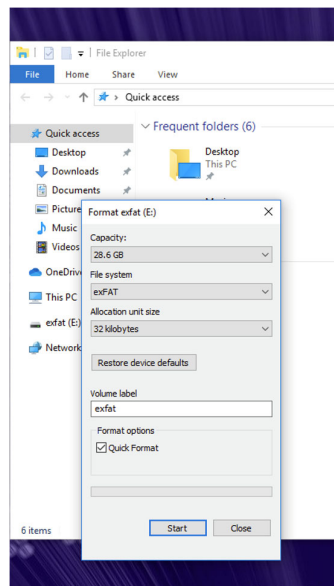 File Explorer
File Home Share View
Quick access
Quick access
Desktop
Downloads
Documents
Picture
Music
Videos
OneDriv
This PC
exfat (E:)
Network
Frequent folders (6)
Desktop
This PC
6 items
Format exfat (E:)
Capacity:
28.6 GB
File system
exFAT
Allocation unit size
32 kilobytes
Restore device defaults
Volume label
exfat
Format options
Quick Format
Start Close